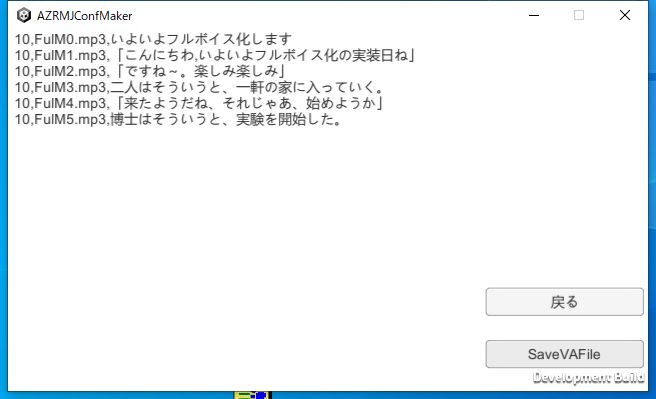 AZRMJConfMaker
10,FulM0.mp3,いよいよフルボイス化します
10,FulM1.mp3,「こんにちわ,いよいよフルボイス化の実装日ね」
10,FulM2.mp3,「ですね～。楽しみ楽しみ」
10,FulM3.mp3,二人はそういうと、一軒の家に入っていく。
10,FulM4.mp3,「来たようだね、それじゃあ、始めようか」
10,FulM5.mp3,博士はそういうと、実験を開始した。
戻る
SaveVAFile
Development Build